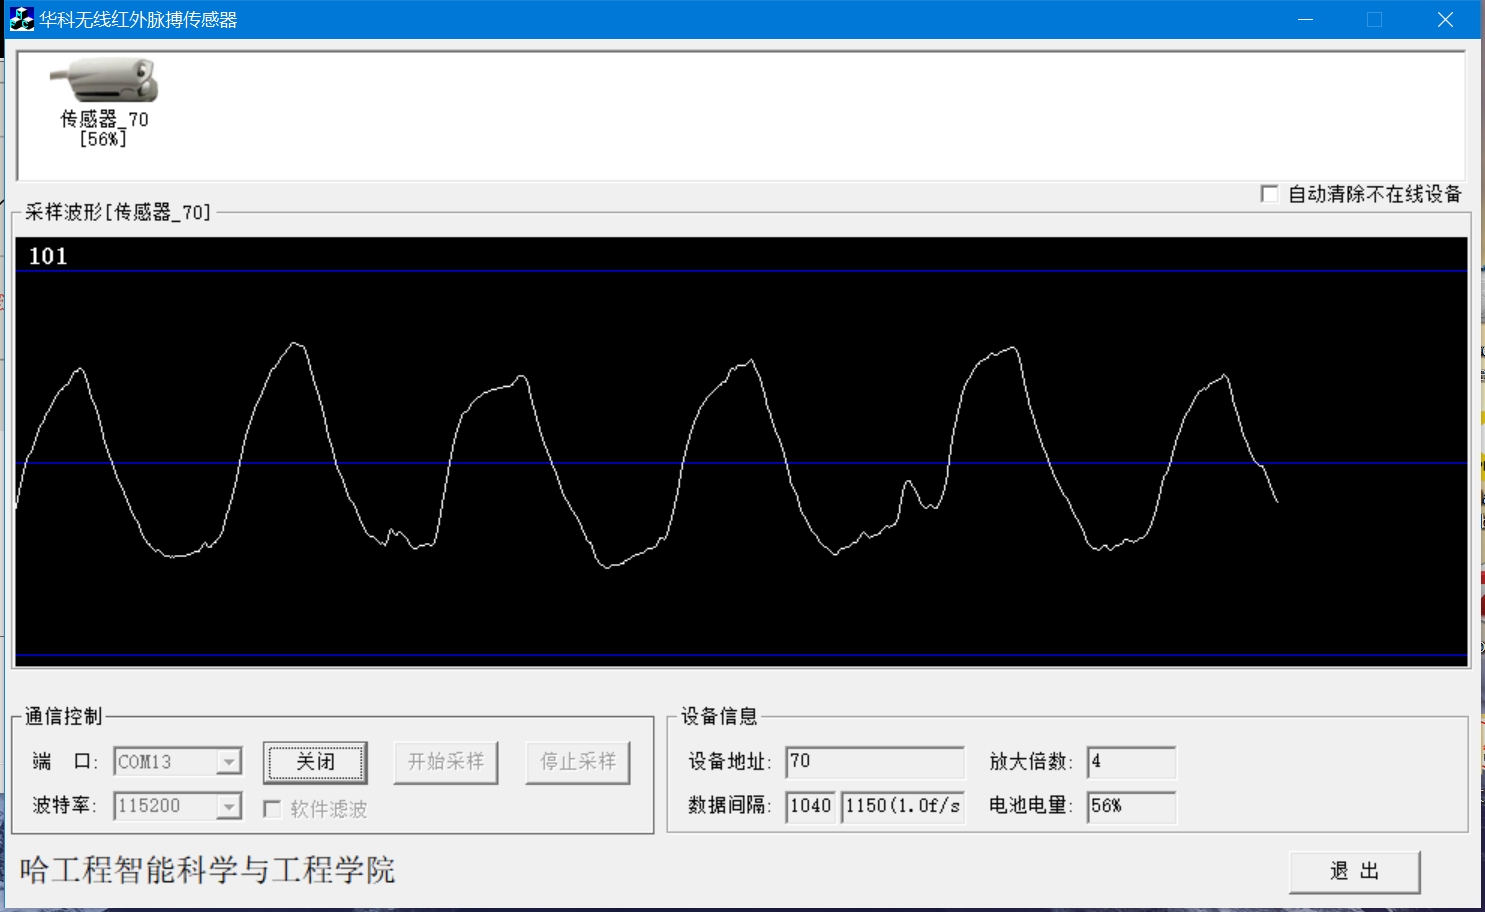 华科无线红外脉搏传感器
传感器_70
[56%]
自动清除不在线设备
采样波形[传感器_70]
101
通信控制
端 口: COM13 关闭 开始采样 停止采样
波特率: 115200 软件滤波
设备信息
设备地址: 70 放大倍数: 4
数据间隔: 1040 1150(1.0f/s 电池电量: 56%
哈工程智能科学与工程学院
退 出